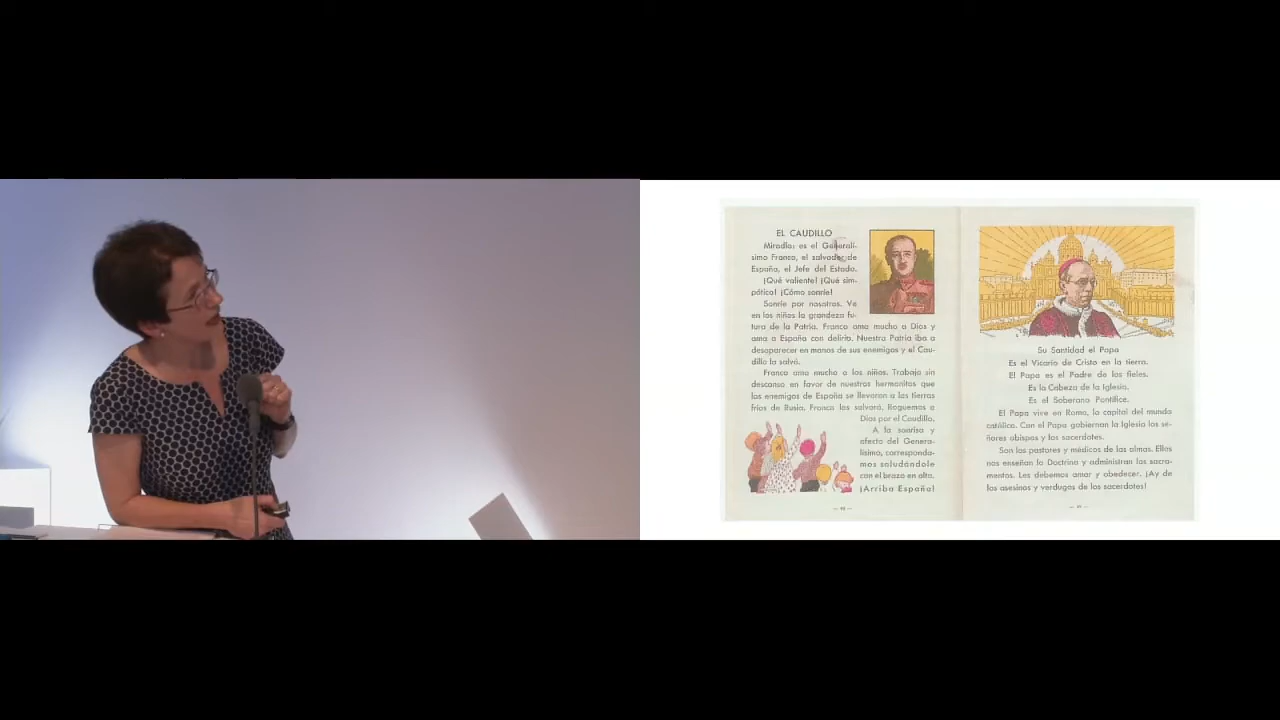 EL CAUDILLO
Miradlo: es el Generalí-
simo Franco, el salvador de
España, el Jefe del Estado.
¡Qué valiente! ¡Qué sim-
pático! ¡Cómo sonríe!
Sonríe por nosotros. Ve
en los niños la grandeza fu-
tura de la Patria. Franco ama mucho a Dios y
ama a España con delirio. Nuestra Patria iba a
desaparecer en manos de sus enemigos y el Cau-
dillo la salvó.
Franco ama mucho a los niños. Trabaja sin
descanso en favor de nuestros hermanitos que
los enemigos de España se llevaron a las tierras
frías de Rusia. Franco los salvará. Roguemos a
Dios por el Caudillo.
A la sonrisa y
afecto del Genera-
lísimo, correspondа-
mos saludándole
con el brazo en alto.
¡Arriba España!
Su Santidad el Papa
Es el Vicario de Cristo en la tierra.
El Papa es el Padre de los fieles.
Es la Cabeza de la Iglesia.
Es el Soberano Pontífice.
El Papa vive en Roma, la capital del mundo
católico. Con el Papa gobiernan la Iglesia los se-
ñores obispos y los sacerdotes.
Son los pastores y médicos de las almas. Ellos
nos enseñan la Doctrina y administran los sacra-
mentos. Les debemos amar y obedecer. ¡Ay de
los asesinos y verdugos de los sacerdotes!